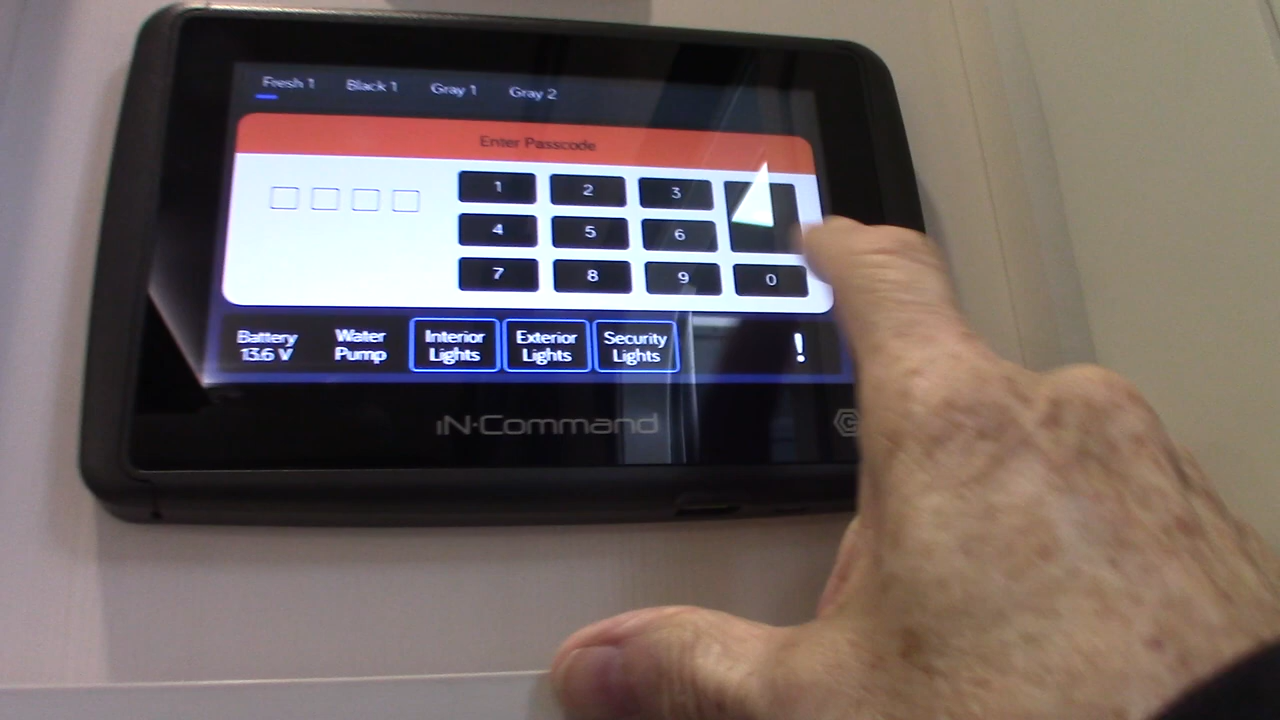 Fresh 1 Black 1 Gray 1 Gray 2
Enter Passcode
1 2 3
4 5 6
7 8 9 0
Battery 13.6 V
Water Pump
Interior Lights
Exterior Lights
Security Lights
!
iN·Command
C